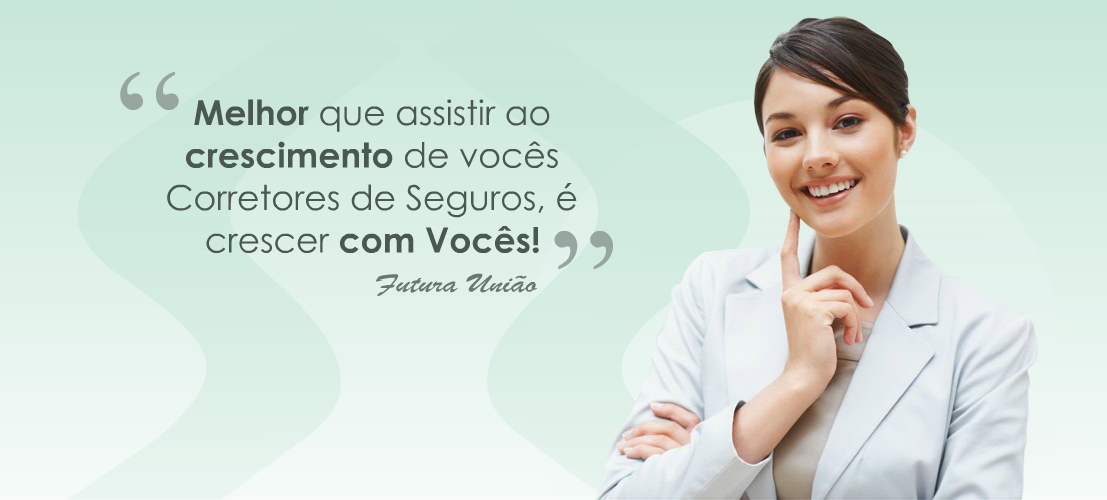 “ Melhor que assistir ao
crescimento de vocês
Corretores de Seguros, é
crescer com Vocês! ”
Futura União